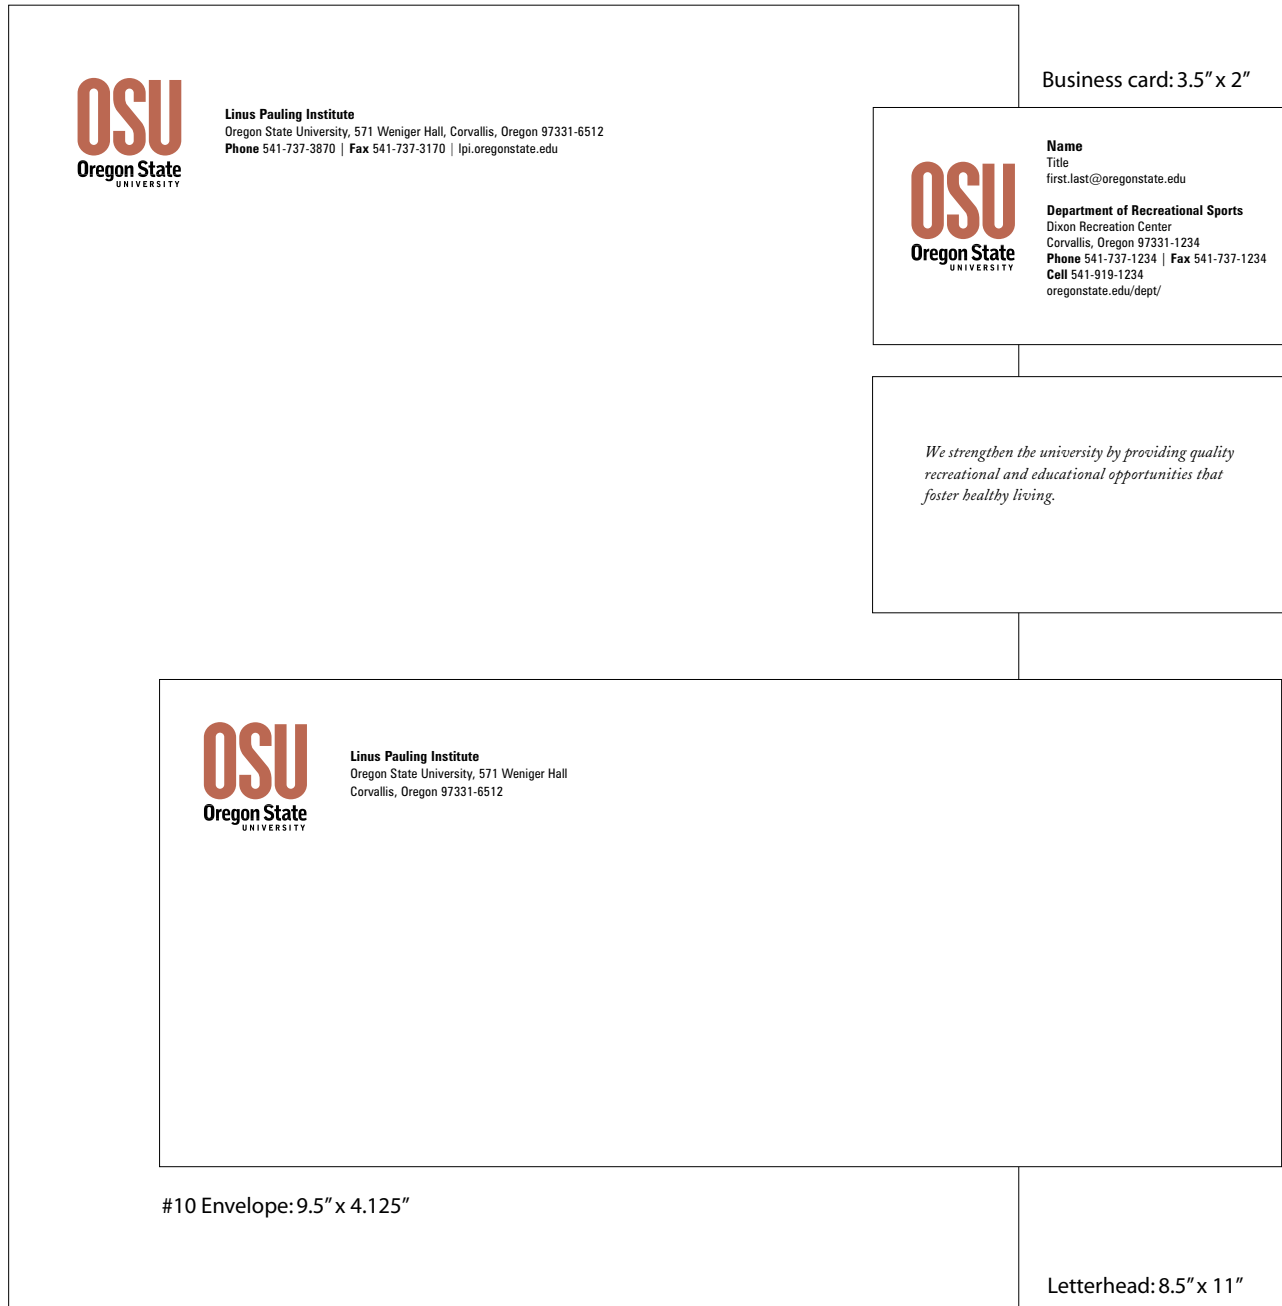 OSU
Oregon State
UNIVERSITY
Linus Pauling Institute
Oregon State University, 571 Weniger Hall, Corvallis, Oregon 97331-6512
Phone 541-737-3870 | Fax 541-737-3170 | lpi.oregonstate.edu
Business card: 3.5” x 2”
OSU
Oregon State
UNIVERSITY
Name
Title
first.last@oregonstate.edu
Department of Recreational Sports
Dixon Recreation Center
Corvallis, Oregon 97331-1234
Phone 541-737-1234 | Fax 541-737-1234
Cell 541-919-1234
oregonstate.edu/dept/
We strengthen the university by providing quality
recreational and educational opportunities that
foster healthy living.
OSU
Oregon State
UNIVERSITY
Linus Pauling Institute
Oregon State University, 571 Weniger Hall
Corvallis, Oregon 97331-6512
#10 Envelope: 9.5” x 4.125”
Letterhead: 8.5” x 11”